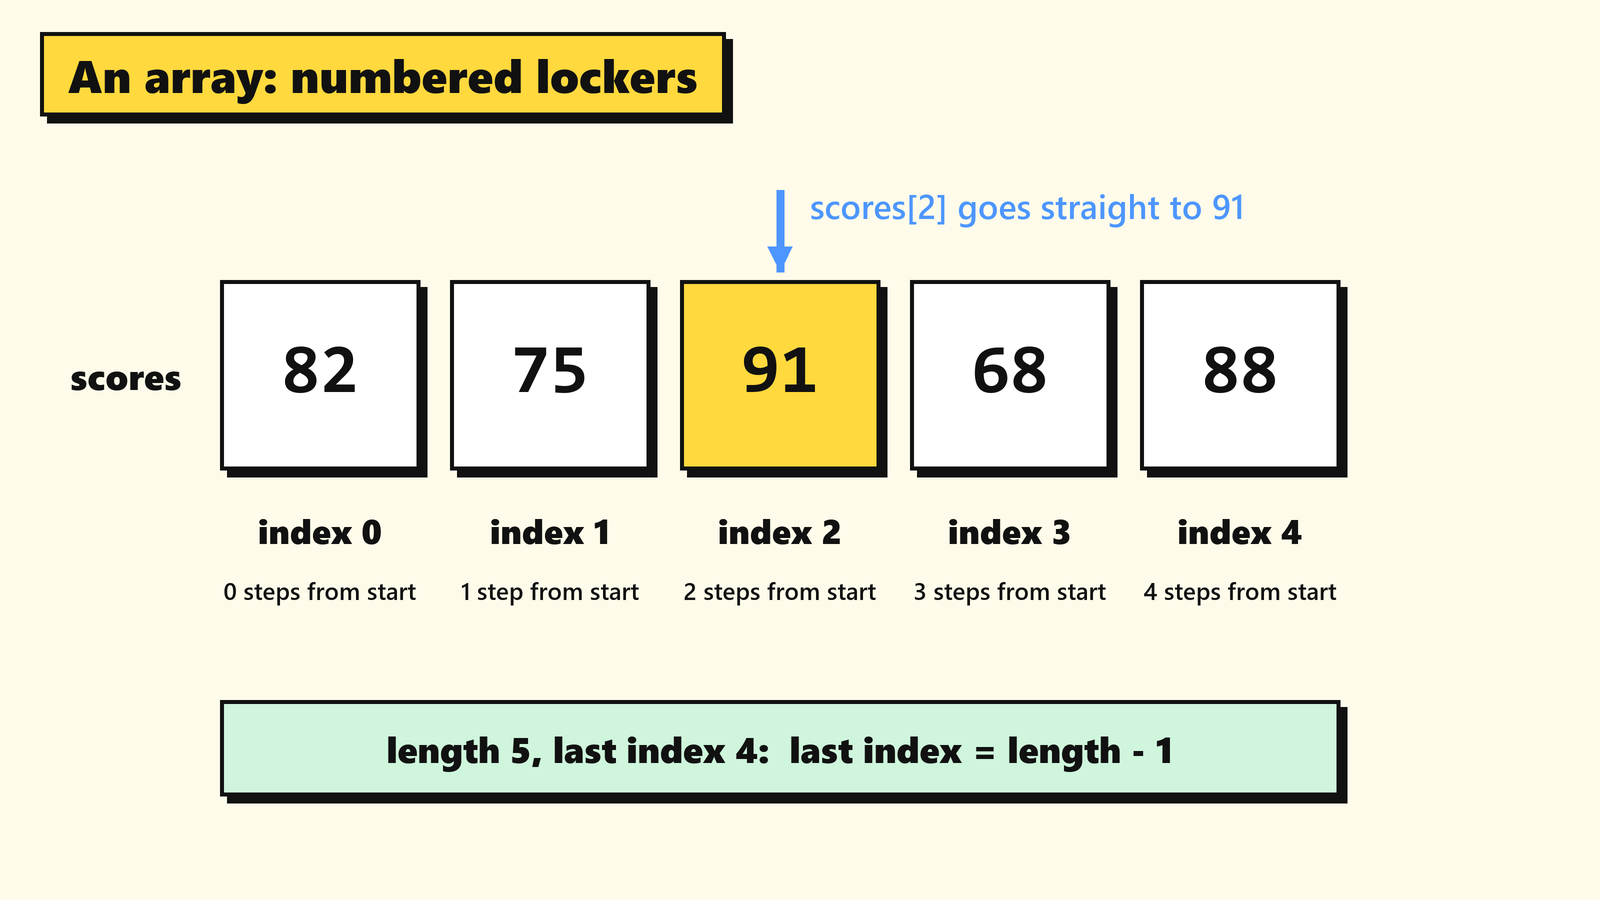 An array: numbered lockers
scores[2] goes straight to 91
scores 82 75 91 68 88
index 0 index 1 index 2 index 3 index 4
0 steps from start 1 step from start 2 steps from start 3 steps from start 4 steps from start
length 5, last index 4: last index = length - 1